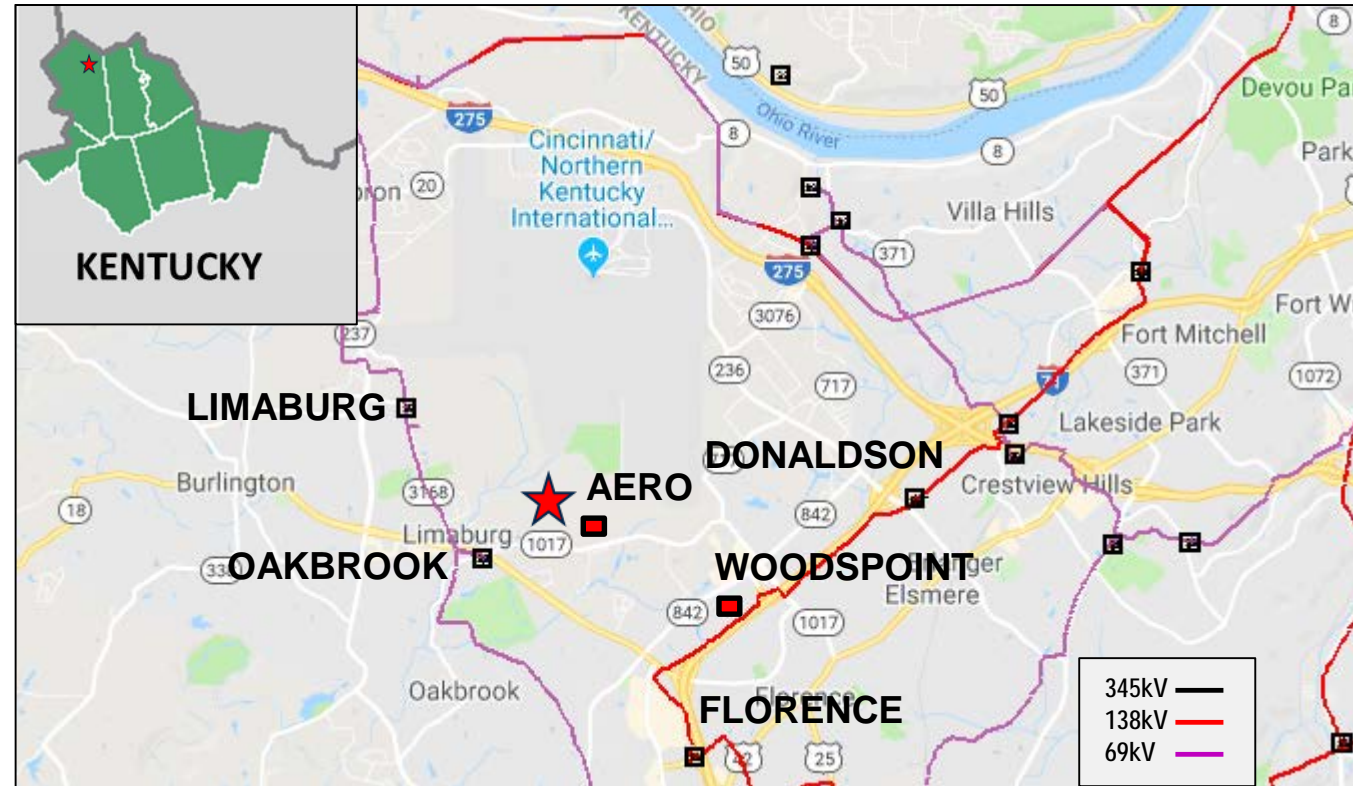 KENTUCKY
OHIO
KENTUCKY
50
8
275
Cincinnati/
Northern
Kentucky
International...
8
Ohio River
50
8
Devou Pa
Park
20
Villa Hills
371
275
237
3076
Fort Mitchell
Fort W
236
717
71
371
1072
LIMABURG
Lakeside Park
DONALDSON
Burlington
3168
AERO
Crestview Hills
18
842
Limaburg
1017
OAKBROOK
WOODSPOINT
Elsmere
842
1017
Oakbrook
Florence
FLORENCE
42
25
345kV
138kV
69kV